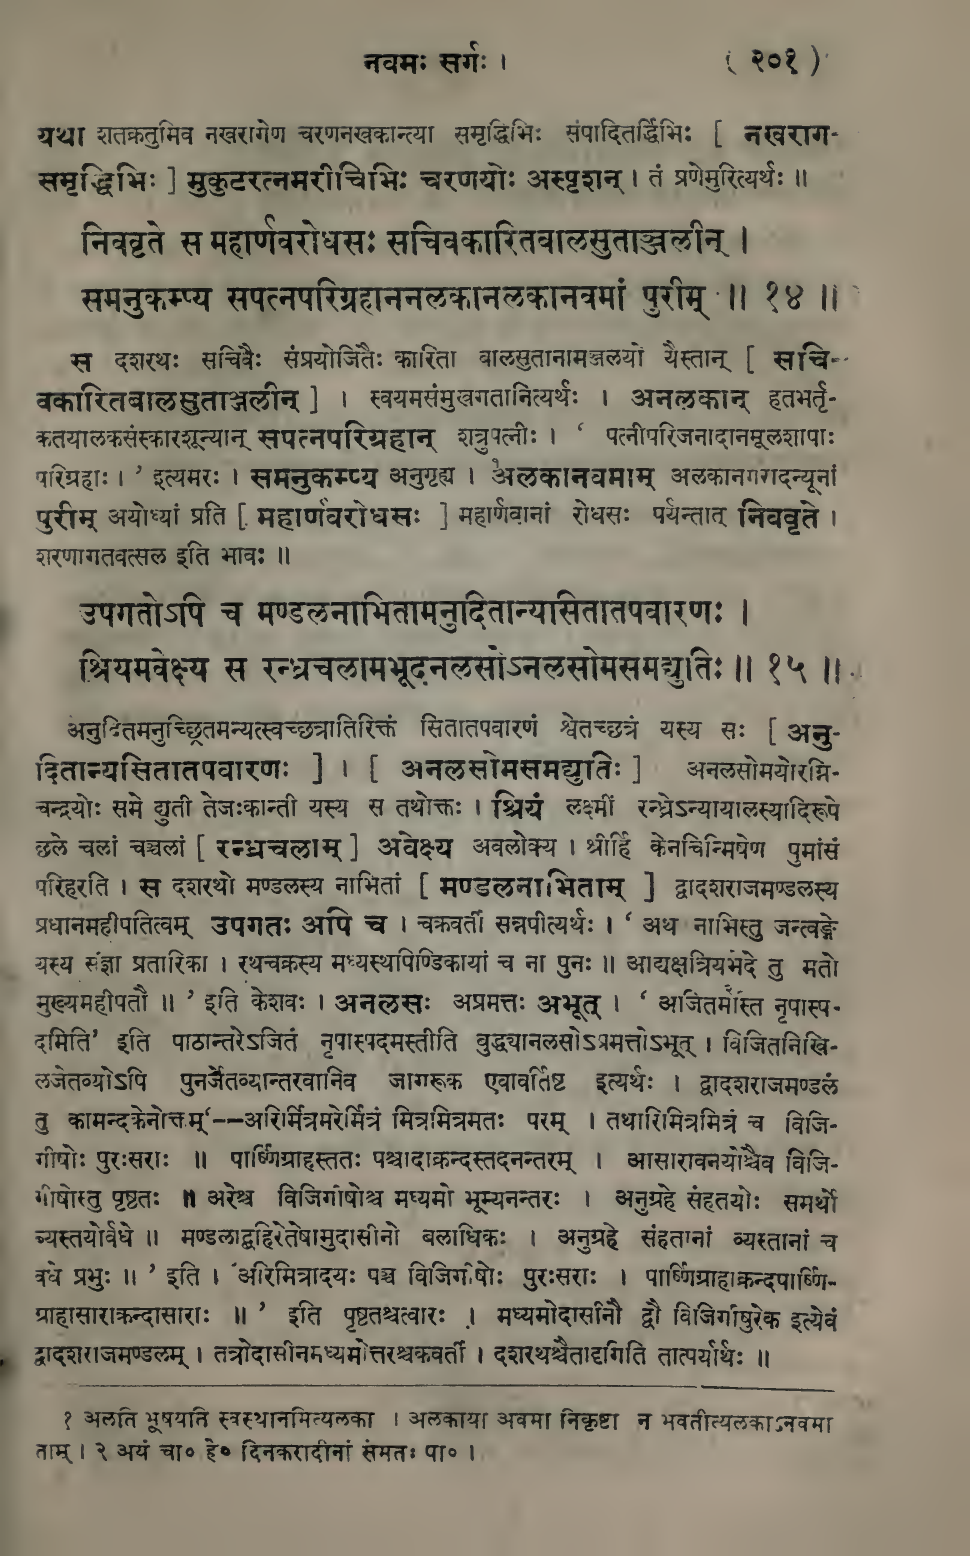 नवमः सर्गः ।
( २०१ )
यथा शतक्रतुमिव नखरागेण चरणनखकान्त्या समृद्धिभिः संपादितर्द्धिभिः [ नखराग-
समृद्धिभिः ] मुकुटरत्नमरीचिभिः चरणयोः अस्पृशन् । तं प्रणेमुरित्यर्थः ॥
निववृते स महार्णवरोधसः सचिवकारितबालसुताञ्जलीन् ।
समनुकम्प्य सपत्नपरिग्रहाननलकानलकानवमां पुरीम् ॥ १४ ॥
स दशरथः सचिवैः संप्रयोजितैः कारिता बालसुतानामञ्जलयो यैस्तान् [ सचि-
वकारितबालसुताञ्जलीन् ] । स्वयमसंमुखगतानित्यर्थः । अनलकान् हतभर्तृ-
कतयालकसंस्कारशून्यान् सपत्नपरिग्रहान् शत्रुपत्नीः । ‘ पत्नीपरिजनादानमूलशापाः
परिग्रहाः । ’ इत्यमरः । समनुकम्प्य अनुगृह्य । अलकानवमाम् अलकानगरादन्यूनां
पुरीम् अयोध्यां प्रति [ महार्णवरोधसः ] महार्णवानां रोधसः पर्यन्तात् निववृते ।
शरणागतवत्सल इति भावः ॥
उपगतोऽपि च मण्डलनाभितामनुदितान्यसितातपवारणः ।
श्रियमवेक्ष्य स रन्ध्रचलामभूदनलसोऽनलसोमसमद्युतिः ॥ १५ ॥
अनुदितमनुच्छ्रितमन्यत्स्वच्छत्रातिरिक्तं सितातपवारणं श्वेतच्छत्रं यस्य सः [ अनु-
दितान्यसितातपवारणः ] । [ अनलसोमसमद्युतिः ] अनलसोमयोरग्नि-
चन्द्रयोः समे द्युती तेजःकान्ती यस्य स तथोक्तः । श्रियं लक्ष्मीं रन्ध्रेऽन्यायालस्यादिरूपे
छले चलां चञ्चलां [ रन्ध्रचलाम् ] अवेक्ष्य अवलोक्य । श्रीर्हि केनचिन्मिषेण पुमांसं
परिहरति । स दशरथो मण्डलस्य नाभितां [ मण्डलनाभिताम् ] द्वादशराजमण्डलस्य
प्रधानमहीपतित्वम् उपगतः अपि च । चक्रवर्ती सन्नपीत्यर्थः । ‘ अथ नाभिस्तु जन्त्वङ्गे
यस्य संज्ञा प्रतारिका । रथचक्रस्य मध्यस्थपिण्डिकायां च ना पुनः ॥ आद्यक्षत्रियभेदे तु मतो
मुख्यमहीपतौ ॥ ’ इति केशवः । अनलसः अप्रमत्तः अभूत् । ‘ अजितमस्ति नृपास्प-
दमिति’ इति पाठान्तरेऽजितं नृपास्पदमस्तीति बुद्ध्यानलसोऽप्रमत्तोऽभूत् । विजितनिखि-
लजेतव्योऽपि पुनर्जेतव्यान्तरवानिव जागरूक एवावर्तिष्ट इत्यर्थः । द्वादशराजमण्डलं
तु कामन्दकेनोक्तम्‘--अरिर्मित्रमरेर्मित्रं मित्रमित्रमतः परम् । तथारिमित्रमित्रं च विजि-
गीषोः पुरःसराः ॥ पार्ष्णिग्राहस्ततः पश्चादाक्रन्दस्तदनन्तरम् । आसारावनयोश्चैव विजि-
गीषोस्तु पृष्ठतः ॥ अरेश्च विजिगीषोश्च मध्यमो भूम्यनन्तरः । अनुग्रहे संहतयोः समर्थो
व्यस्तयोर्वधे ॥ मण्डलाद्बहिरेतेषामुदासीनो बलाधिकः । अनुग्रहे संहतानां व्यस्तानां च
वधे प्रभुः ॥ ’ इति । अरिमित्रादयः पञ्च विजिगीषोः पुरःसराः । पार्ष्णिग्राहाक्रन्दपार्ष्णि-
ग्राहासाराक्रन्दासाराः ॥ ’ इति पृष्ठतश्चत्वारः । मध्यमोदासीनौ द्वौ विजिगीषुरेक इत्येवं
द्वादशराजमण्डलम् । तत्रोदासीनमध्यमोत्तरश्चक्रवर्ती । दशरथश्चैतादृगिति तात्पर्यार्थः ॥
१ अलति भूषयति स्वस्थानमित्यलका । अलकाया अवमा निकृष्टा न भवतीत्यलकाऽनवमा
ताम् । २ अयं चा० हे० दिनकरादीनां संमतः पा० ।